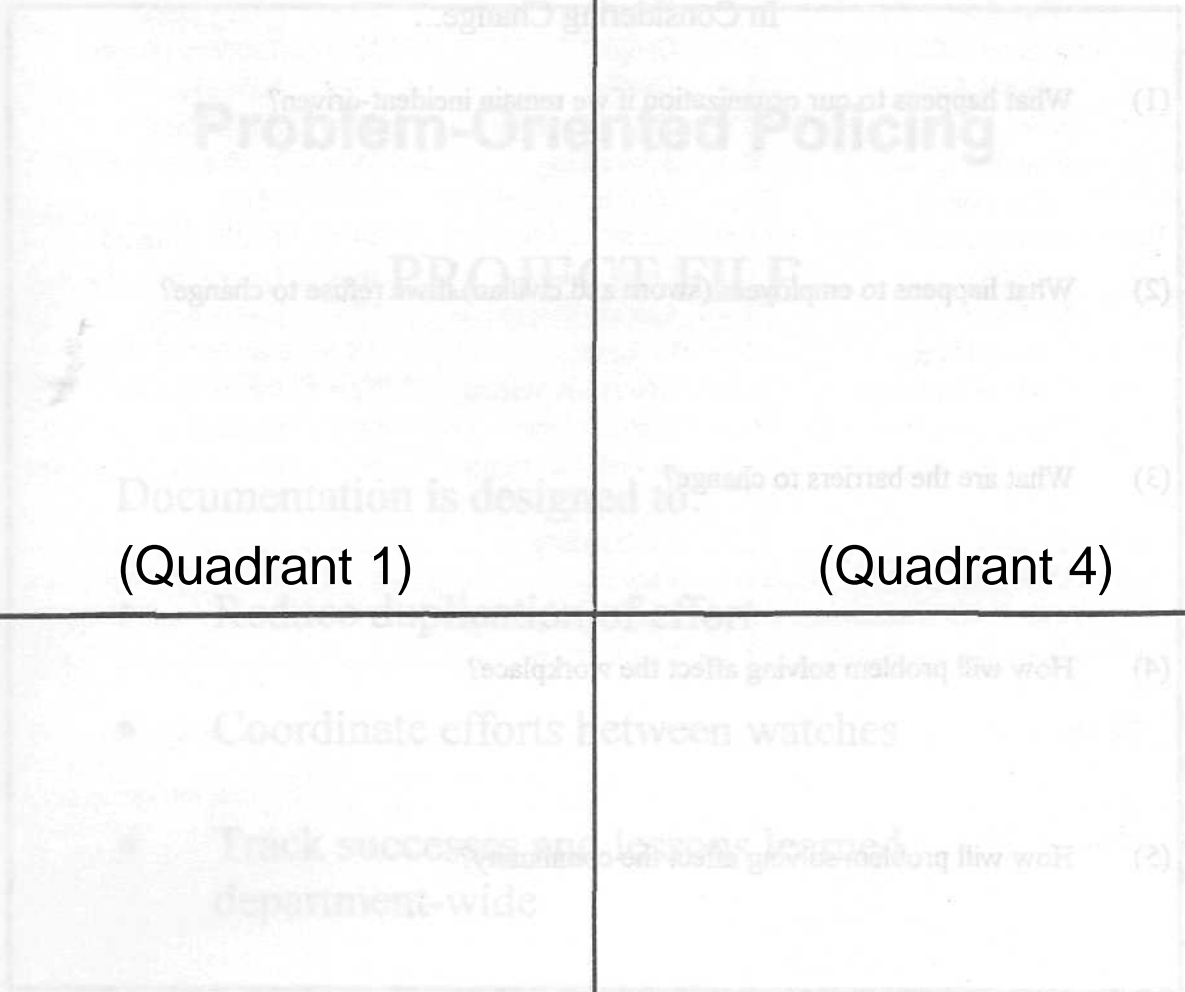 In Considering Change...
(1) What happens to our organization if we remain incident-driven?
Problem-Oriented Policing
PROJECT FILE
(2) What happens to employees (sworn and civilian) if we refuse to change?
(3) What are the barriers to change?
Documentation is designed to:
(Quadrant 1) (Quadrant 4)
Reduce duplication of effort
(4) How will problem solving affect the workplace?
• Coordinate efforts between watches
• Track successes and lessons learned
(5) How will problem-solving affect the community?
department-wide